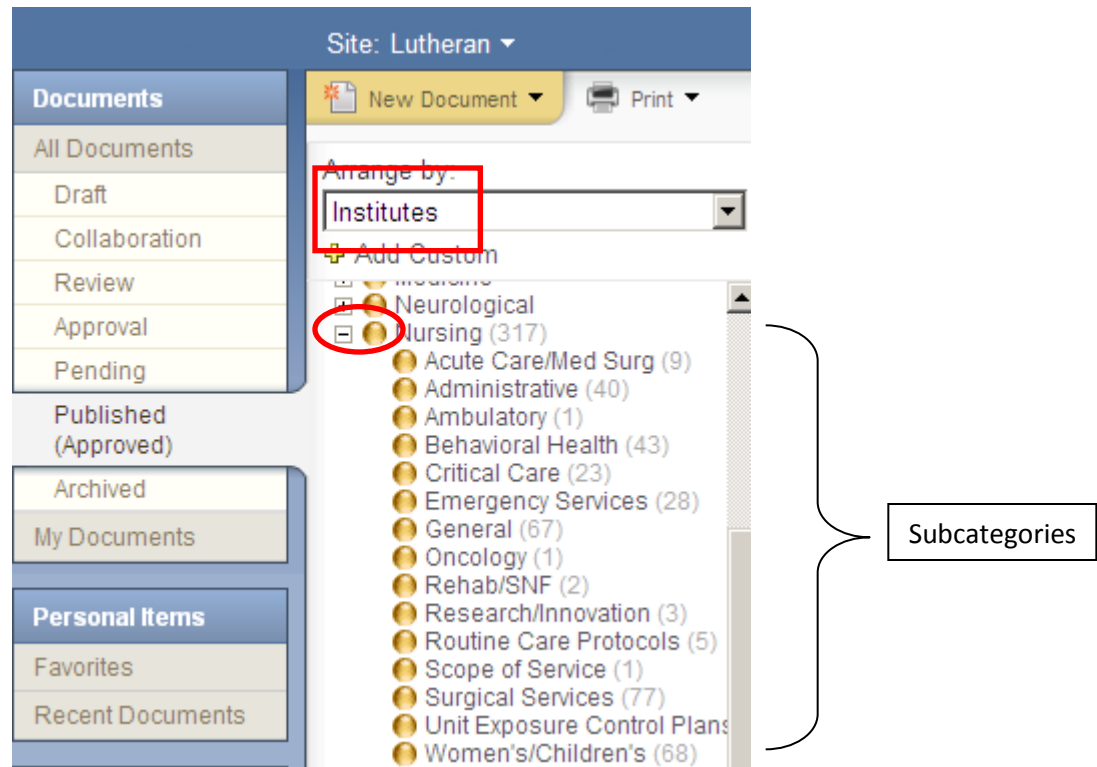 Site: Lutheran
Documents
All Documents
Draft
Collaboration
Review
Approval
Pending
Published
(Approved)
Archived
My Documents
Personal Items
Favorites
Recent Documents
New Document
Print
Arrange by:
Institutes
Add Custom
Medicine
Neurological
Nursing (317)
Acute Care/Med Surg (9)
Administrative (40)
Ambulatory (1)
Behavioral Health (43)
Critical Care (23)
Emergency Services (28)
General (67)
Oncology (1)
Rehab/SNF (2)
Research/Innovation (3)
Routine Care Protocols (5)
Scope of Service (1)
Surgical Services (77)
Unit Exposure Control Plans
Women's/Children's (68)
Subcategories